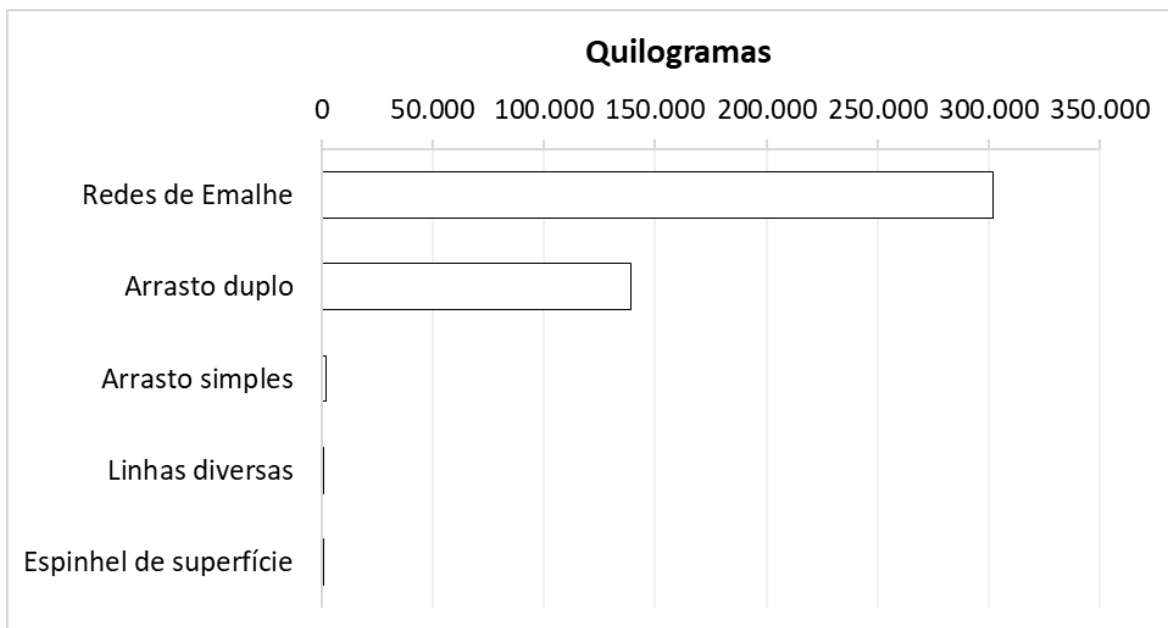 Quilogramas
0 50.000 100.000 150.000 200.000 250.000 300.000 350.000
Redes de Emalhe
Arrasto duplo
Arrasto simples
Linhas diversas
Espinhel de superfície